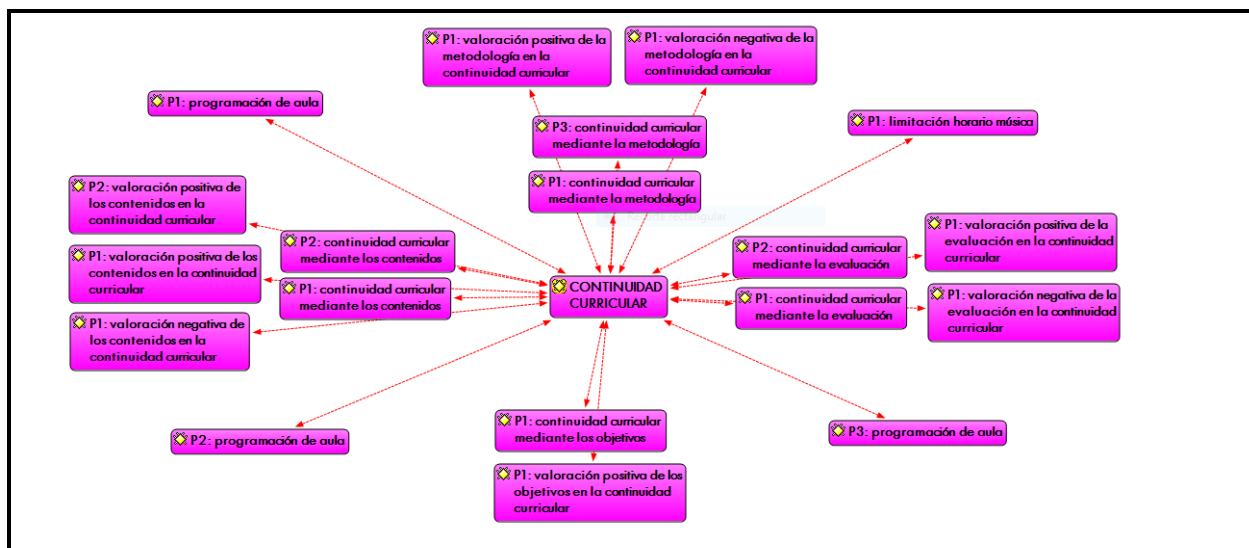 P1: valoración positiva de la
metodología en la
continuidad curricular
P1: valoración negativa de la
metodología en la
continuidad curricular
P1: programación de aula
P1: limitación horario música
P3: continuidad curricular
mediante la metodología
P1: continuidad curricular
mediante la metodología
P2: valoración positiva de
los contenidos en la
continuidad curricular
Recorte rectangular
P1: valoración positiva de la
evaluación en la continuidad
curricular
P2: continuidad curricular
mediante los contenidos
P2: continuidad curricular
mediante la evaluación
P1: valoración positiva de los
contenidos en la continuidad
curricular
P1: continuidad curricular
mediante los contenidos
CONTINUIDAD
CURRICULAR
P1: continuidad curricular
mediante la evaluación
P1: valoración negativa de la
evaluación en la continuidad
curricular
P1: valoración negativa de
los contenidos en la
continuidad curricular
P2: programación de aula
P1: continuidad curricular
mediante los objetivos
P3: programación de aula
P1: valoración positiva de los
objetivos en la continuidad
curricular